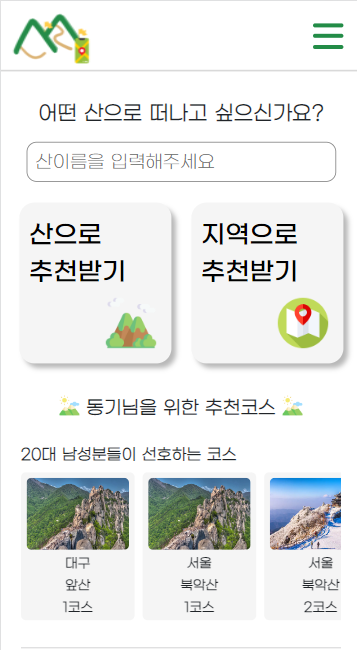 어떤 산으로 떠나고 싶으신가요?
산이름을 입력해주세요
산으로
추천받기
지역으로
추천받기
동기님을 위한 추천코스
20대 남성분들이 선호하는 코스
대구
앞산
1코스
서울
북악산
1코스
서울
북악산
2코스